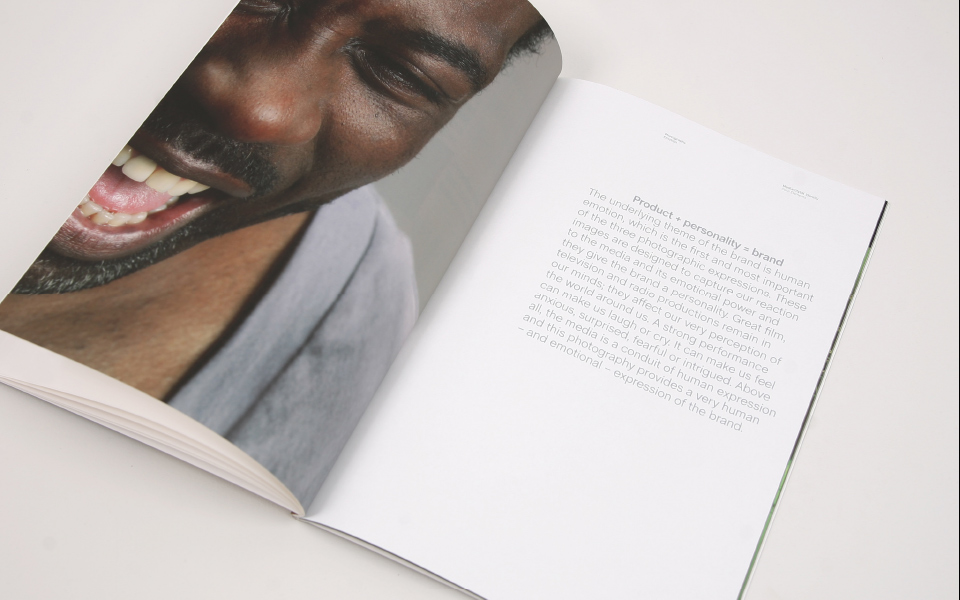 Product + personality = brand
The underlying theme of the brand is human
emotion, which is the first and most important
of the three photographic expressions. These
images are designed to capture our reaction
to the media and its emotional power and
they give the brand a personality. Great film,
television and radio productions remain in
our minds; they affect our very perception of
the world around us. A strong performance
can make us laugh or cry. It can make us feel
anxious, surprised, fearful or intrigued. Above
all, the media is a conduit of human expression
and this photography provides a very human
– and emotional – expression of the brand.